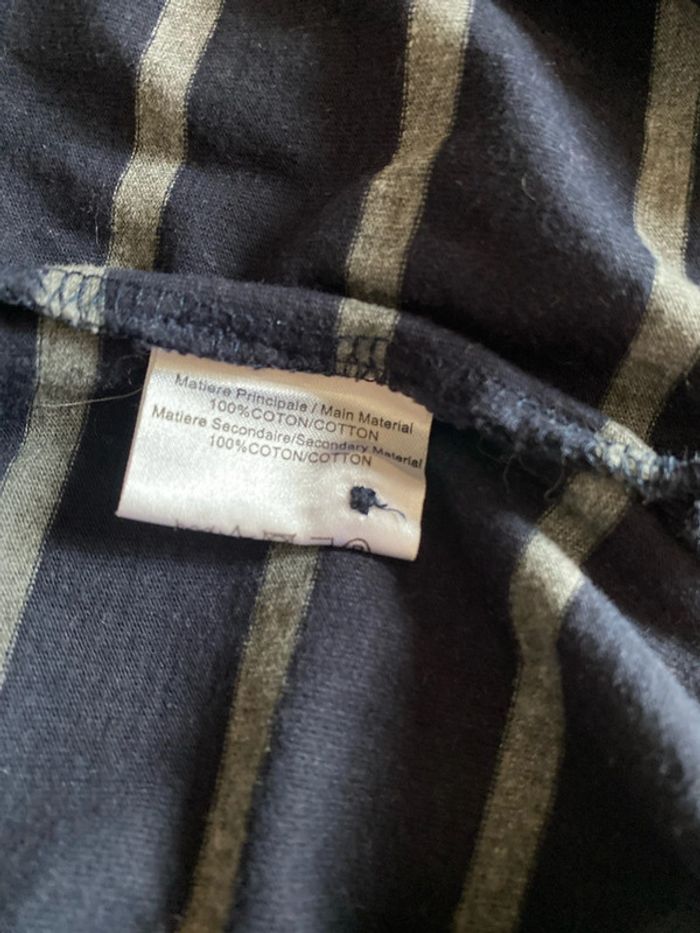 Matiere Principale / Main Material
100%COTON/COTTON
Matiere Secondaire/Secondary Material
100%COTON/COTTON